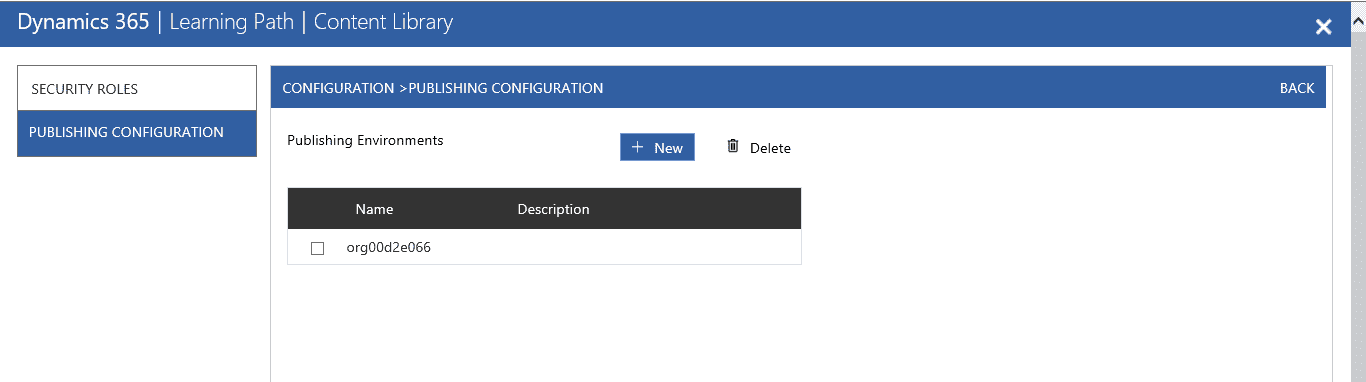 Dynamics 365 | Learning Path | Content Library
SECURITY ROLES
PUBLISHING CONFIGURATION
CONFIGURATION >PUBLISHING CONFIGURATION
BACK
Publishing Environments
New
Delete
Name
Description
org00d2e066